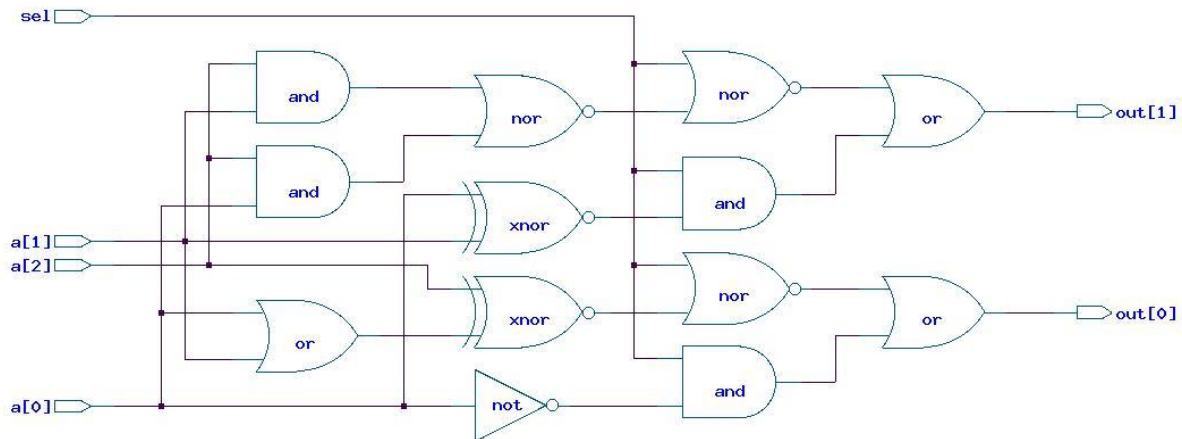 sel
and
nor
nor
or
out[1]
and
xnor
and
a[1]
a[2]
xnor
nor
or
out[0]
or
and
a[0]
not